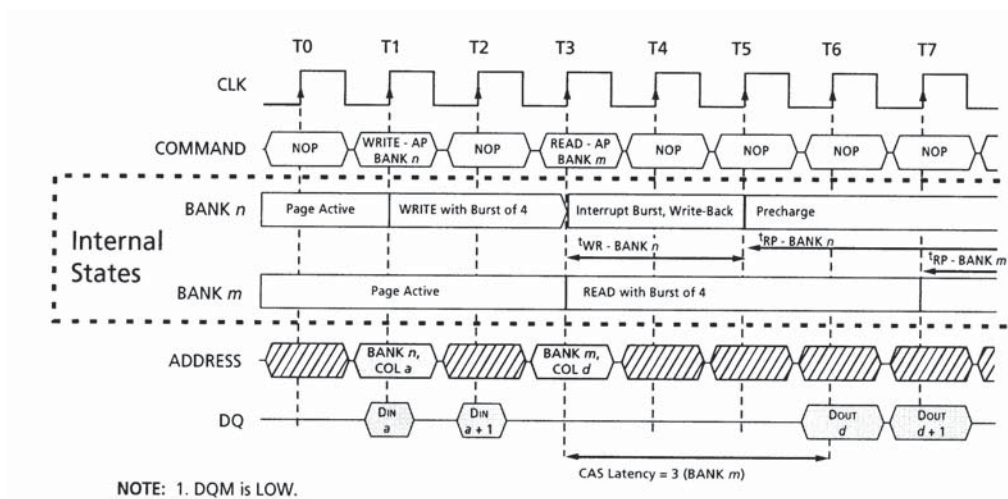 T0 T1 T2 T3 T4 T5 T6 T7
CLK
COMMAND NOP WRITE - AP BANK n NOP READ - AP BANK m NOP NOP NOP NOP
BANK n Page Active WRITE with Burst of 4 Interrupt Burst, Write-Back Precharge
Internal States
tWR - BANK n tRP - BANK n
tRP - BANK m
BANK m Page Active READ with Burst of 4
ADDRESS BANK n, COL a BANK m, COL d
DQ DIN a DIN a + 1 DOUT d DOUT d + 1
CAS Latency = 3 (BANK m)
NOTE: 1. DQM is LOW.